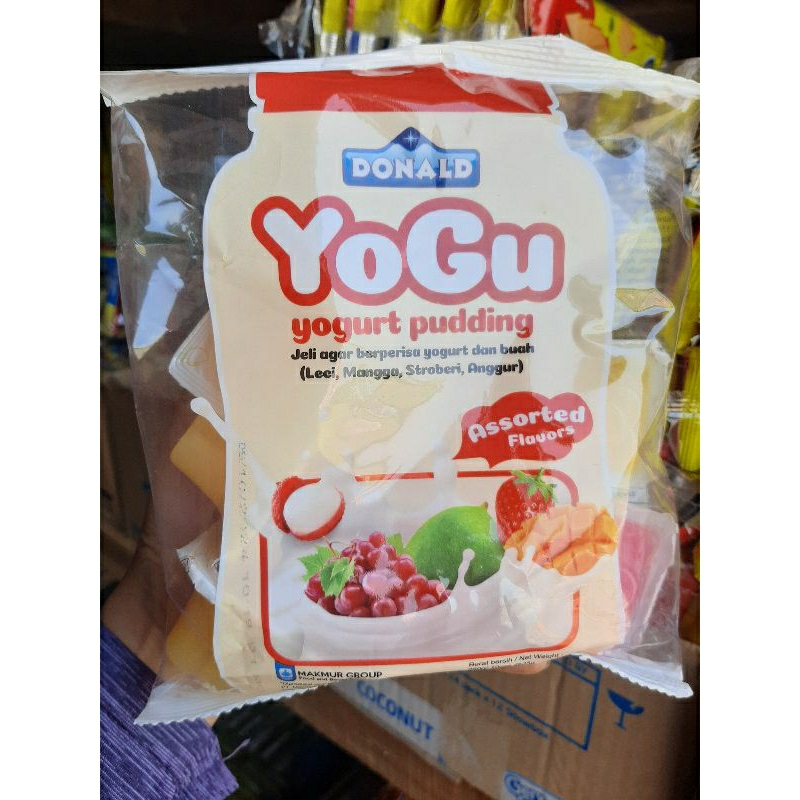 DONALD
YoGu
yogurt pudding
Jeli agar berperisa yogurt dan buah
(Leci, Mangga, Stroberi, Anggur)
Assorted
Flavors
MAKMUR GROUP
Berat bersih / Net Weight
COCONUT